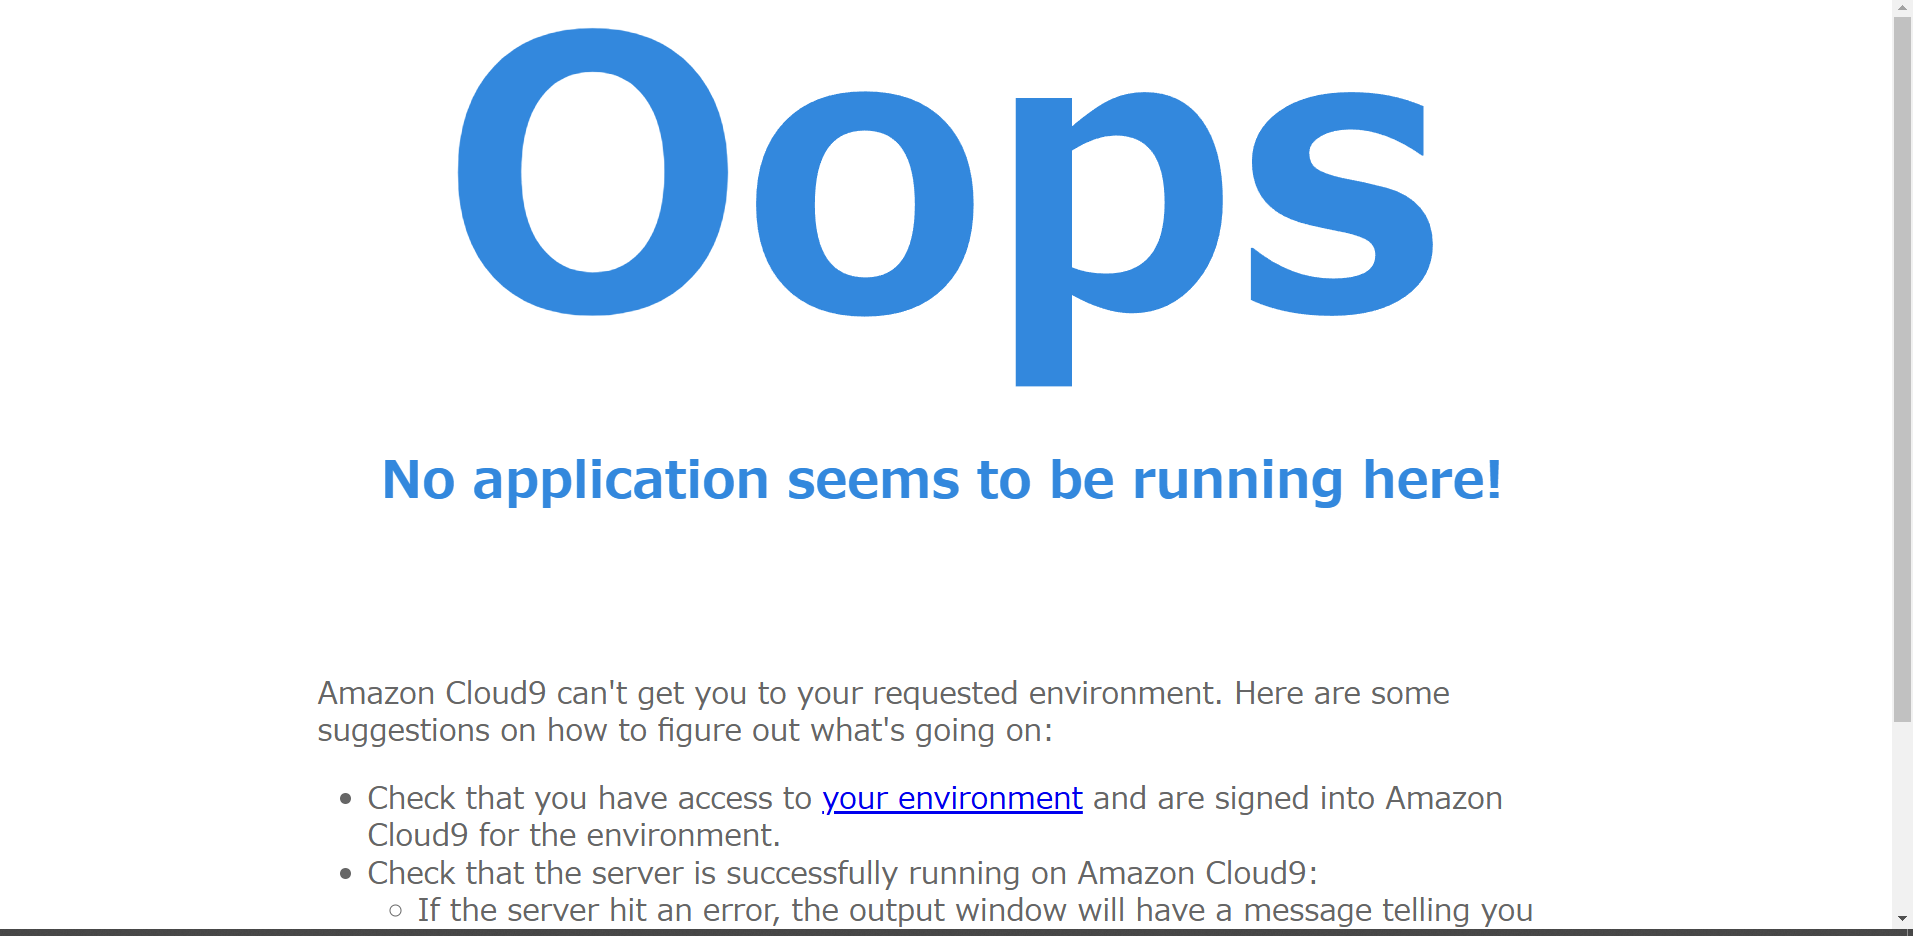 Oops
No application seems to be running here!
Amazon Cloud9 can't get you to your requested environment. Here are some
suggestions on how to figure out what's going on:
Check that you have access to your environment and are signed into Amazon
Cloud9 for the environment.
Check that the server is successfully running on Amazon Cloud9:
If the server hit an error, the output window will have a message telling you